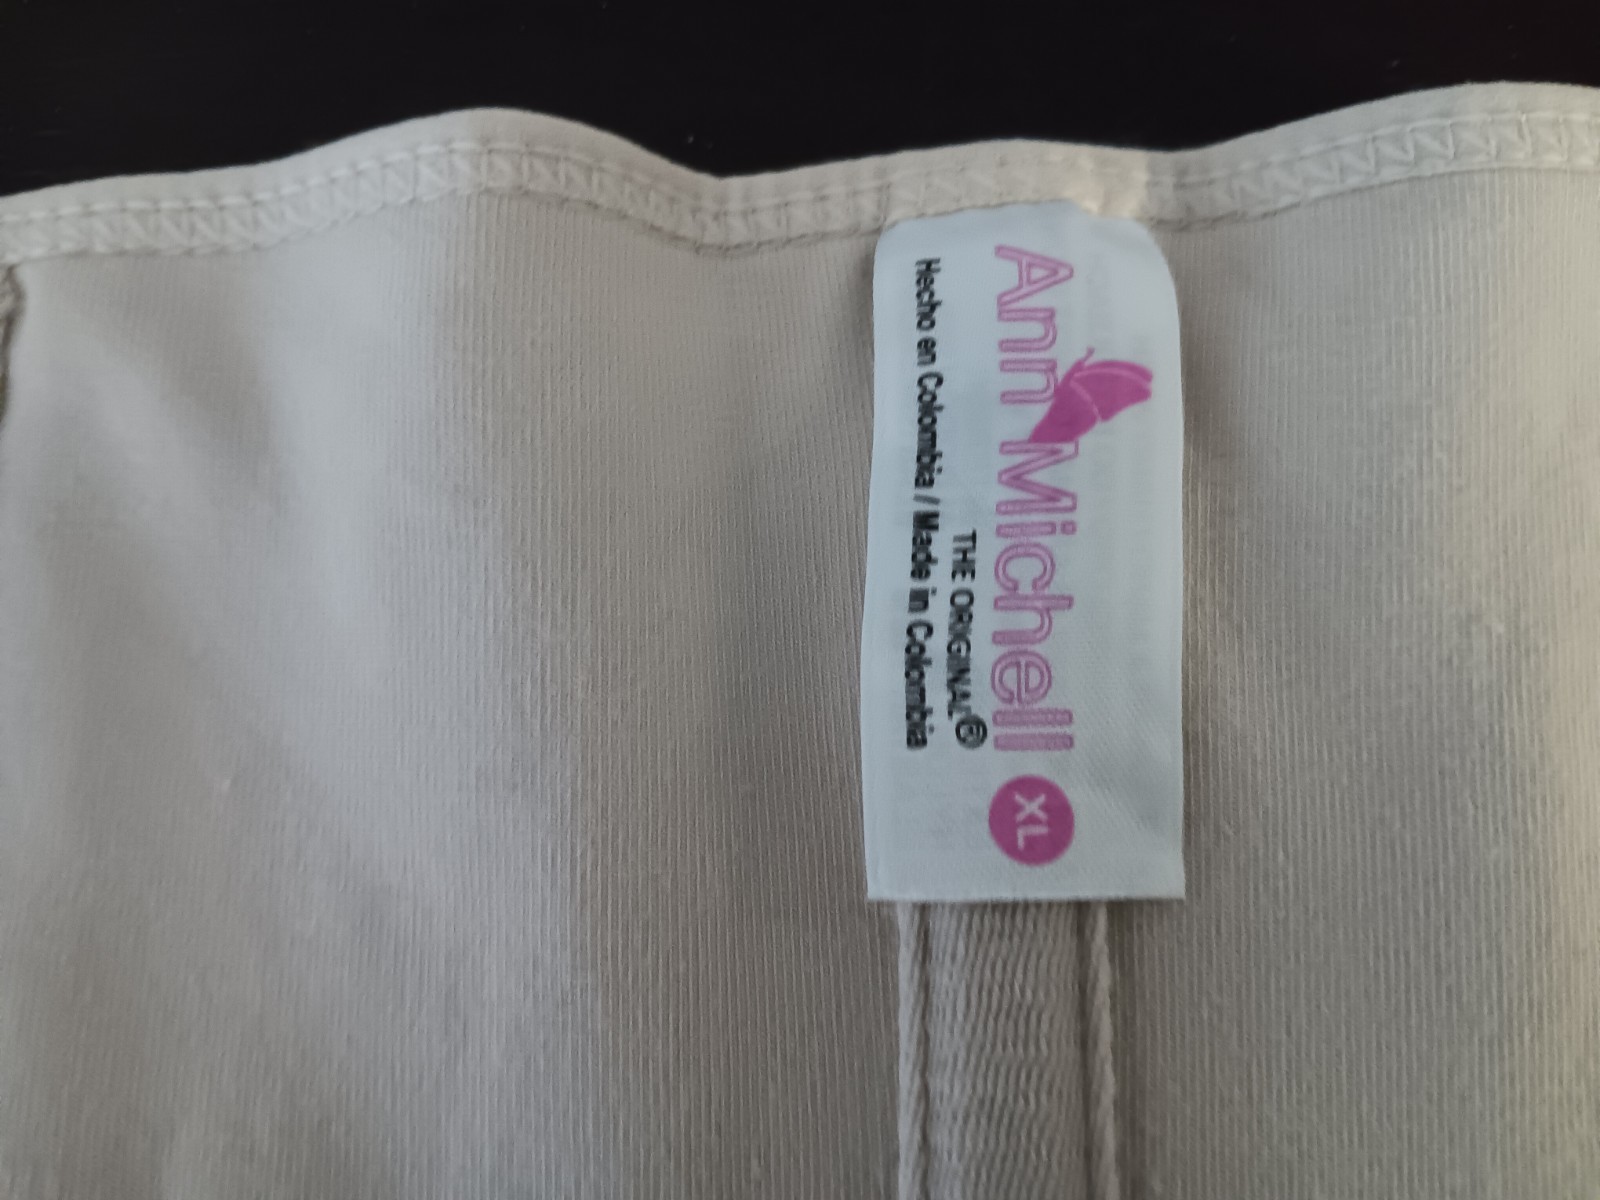 Ann Michell XL
THE ORIGINAL®
Hecho en Colombia / Made in Colombia